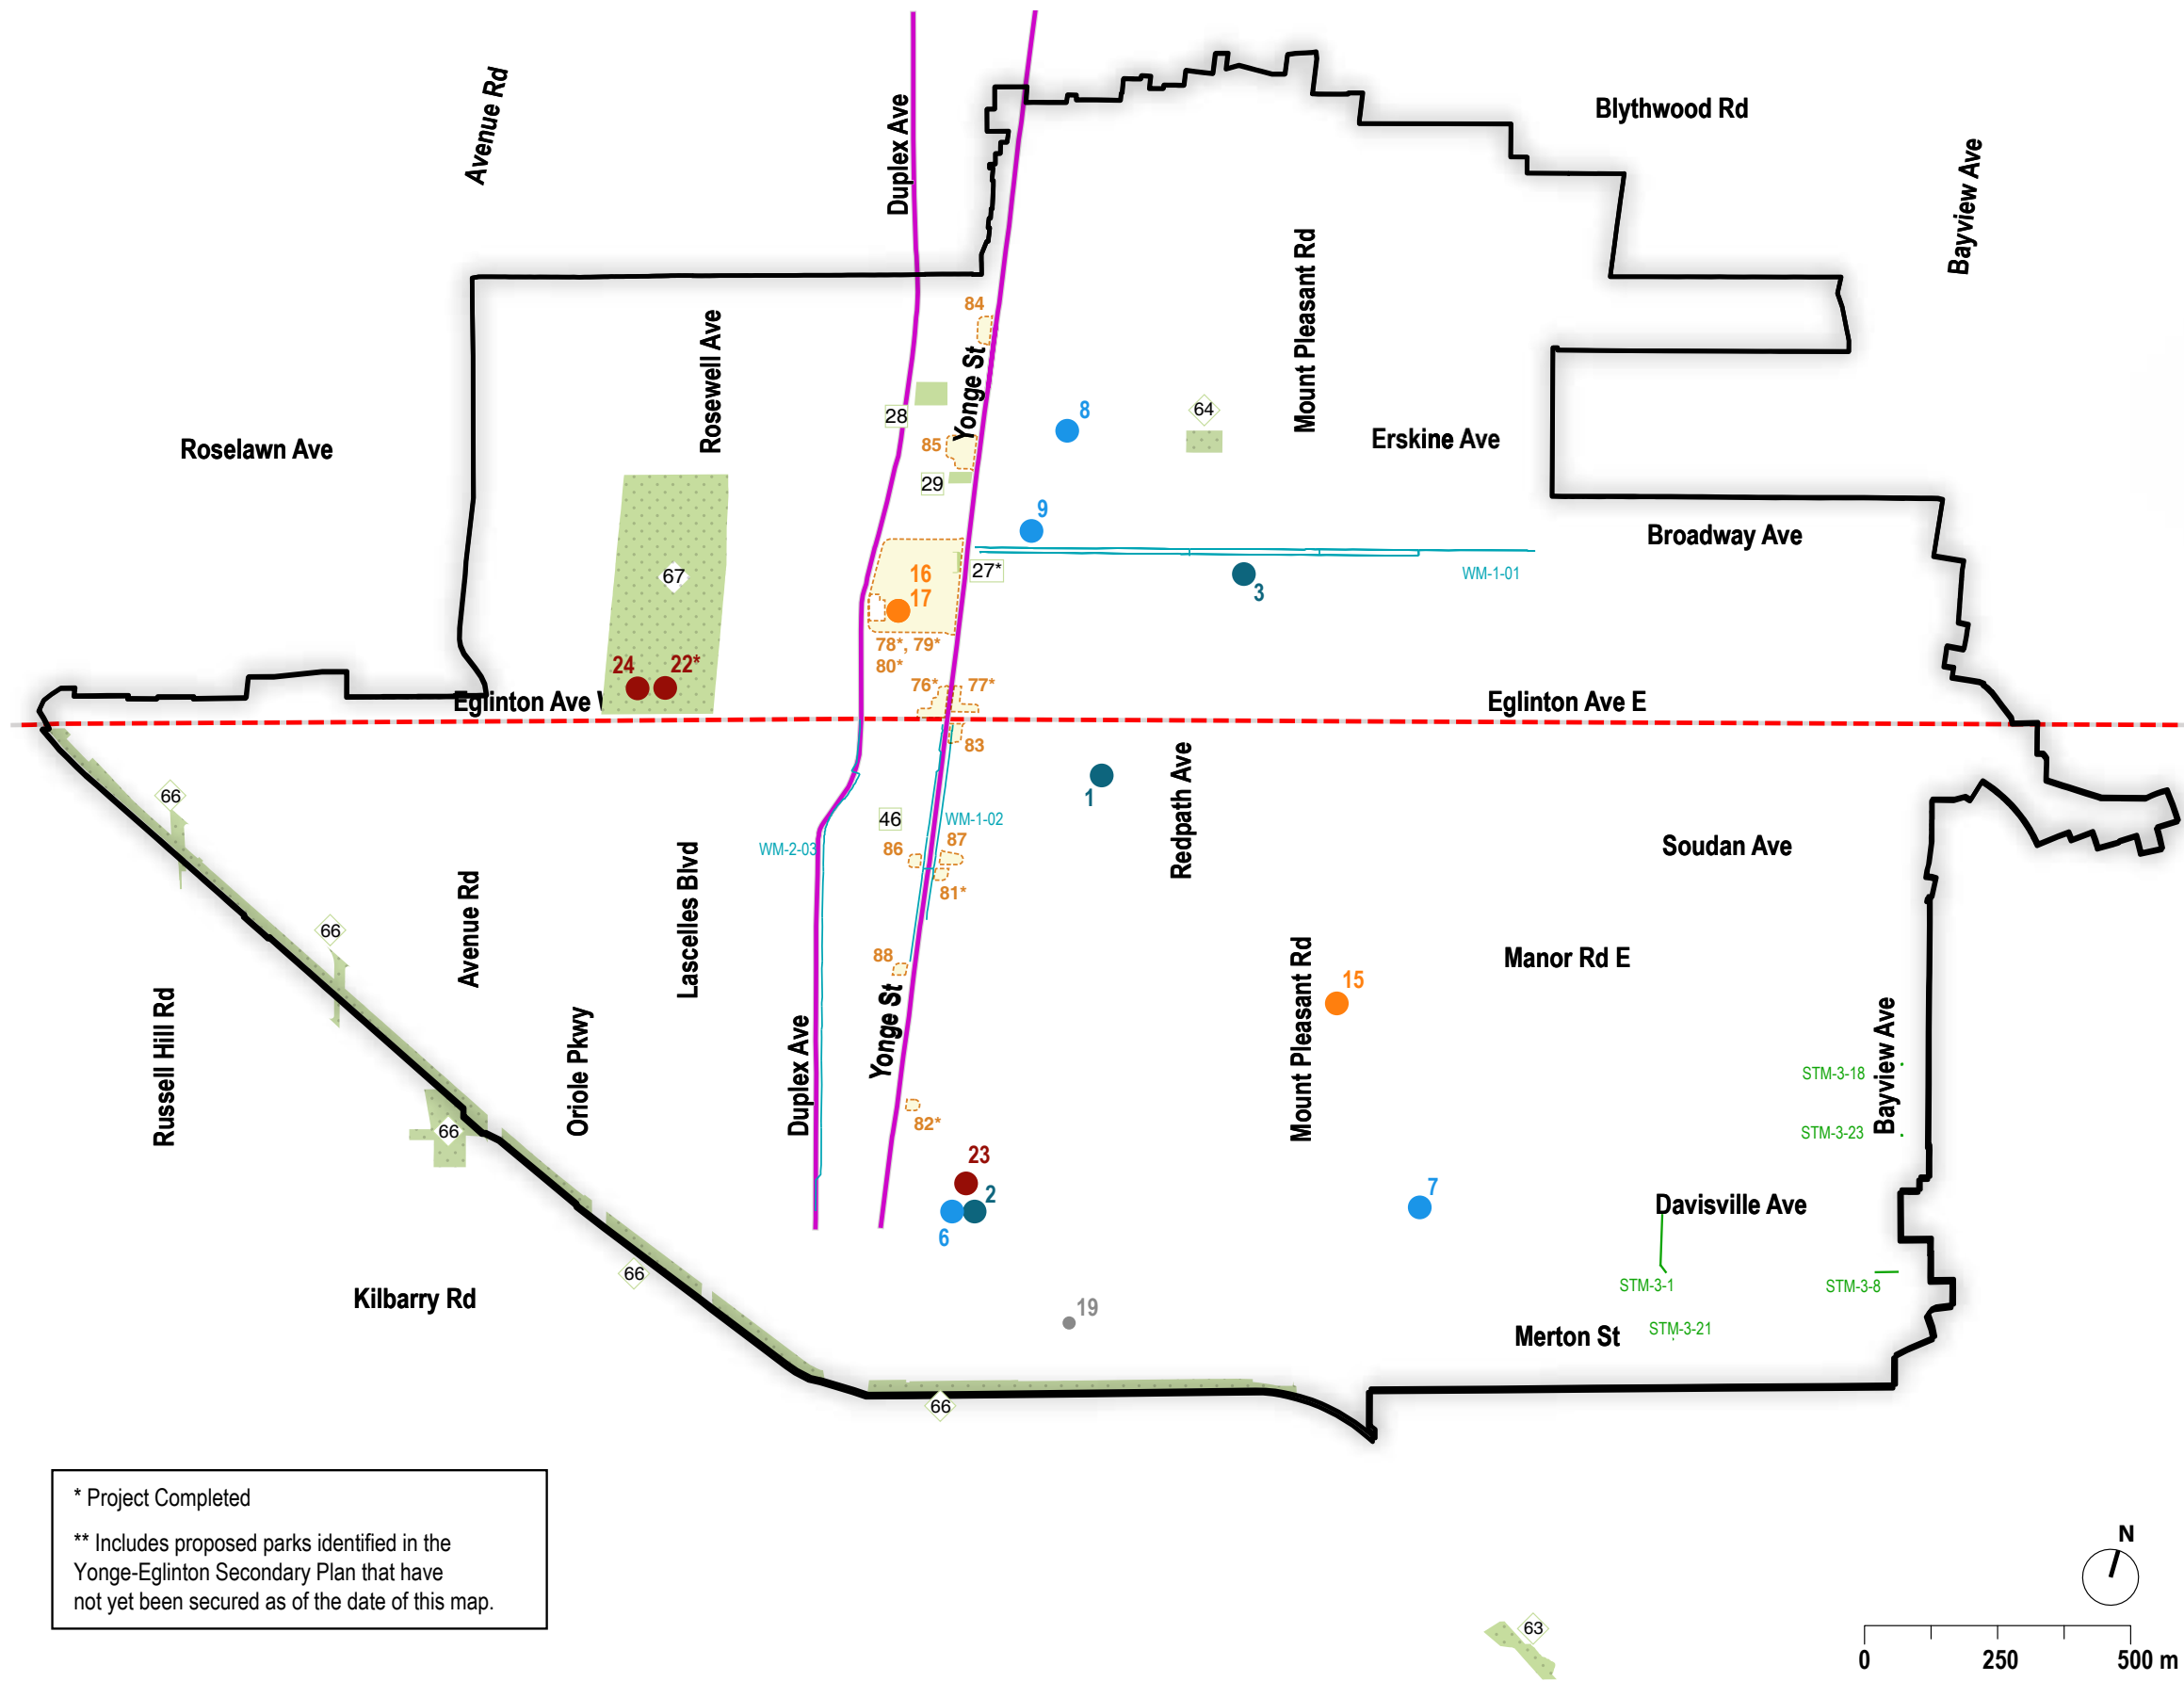 Avenue Rd
Duplex Ave
Blythwood Rd
Bayview Ave
Mount Pleasant Rd
84
Rosewell Ave
Yonge St
28
8
64
Roselawn Ave
85
Erskine Ave
29
9
Broadway Ave
16
27*
WM-1-01
67
17
3
78*, 79*
80*
24
22*
76*
77*
Eglinton Ave
Eglinton Ave E
83
Redpath Ave
66
1
46
WM-1-02
WM-2-03
86
87
Soudan Ave
81*
Lascelles Blvd
Avenue Rd
66
88
Manor Rd E
15
Mount Pleasant Rd
Yonge St
Russell Hill Rd
Oriole Pkwy
Duplex Ave
Bayview Ave
STM-3-18
82*
66
STM-3-23
23
2
7
Davisville Ave
6
66
STM-3-1
STM-3-8
Kilbarry Rd
19
STM-3-21
Merton St
66
* Project Completed
** Includes proposed parks identified in the
Yonge-Eglinton Secondary Plan that have
not yet been secured as of the date of this map.
N
63
0 250 500 m